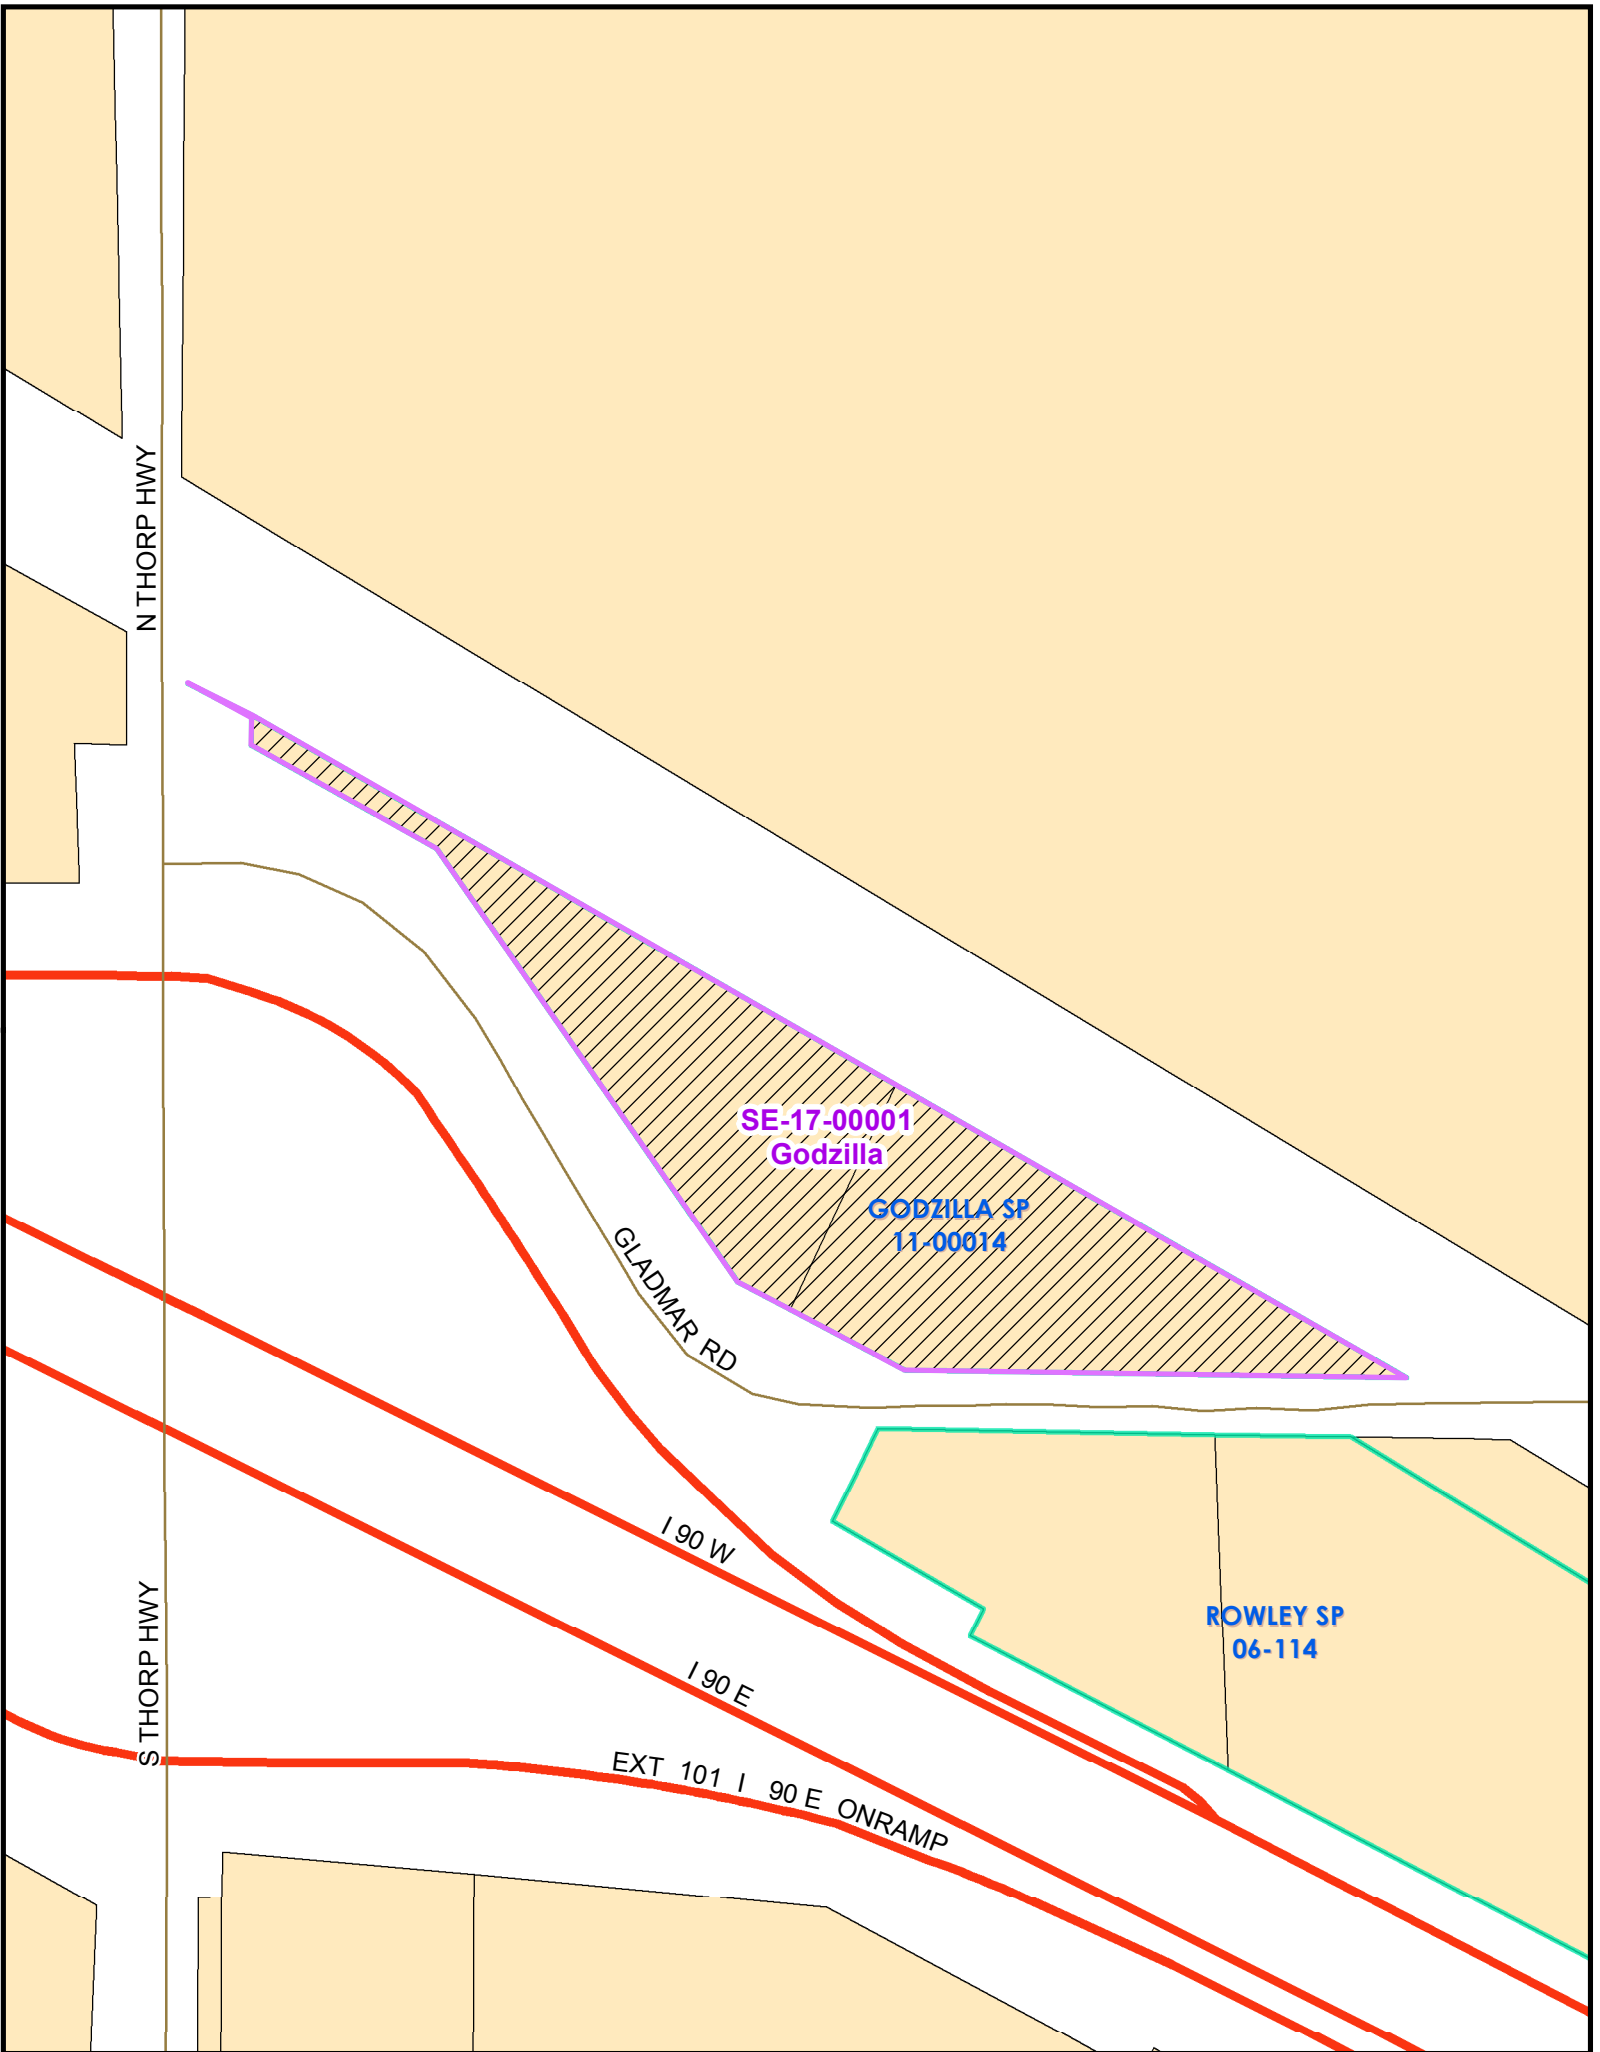 N THORP HWY
SE-17-00001
Godzilla
GODZILLA SP
11-00014
GLADMAR RD
I 90 W
ROWLEY SP
06-114
S THORP HWY
I 90 E
EXT 101 I 90 E ONRAMP